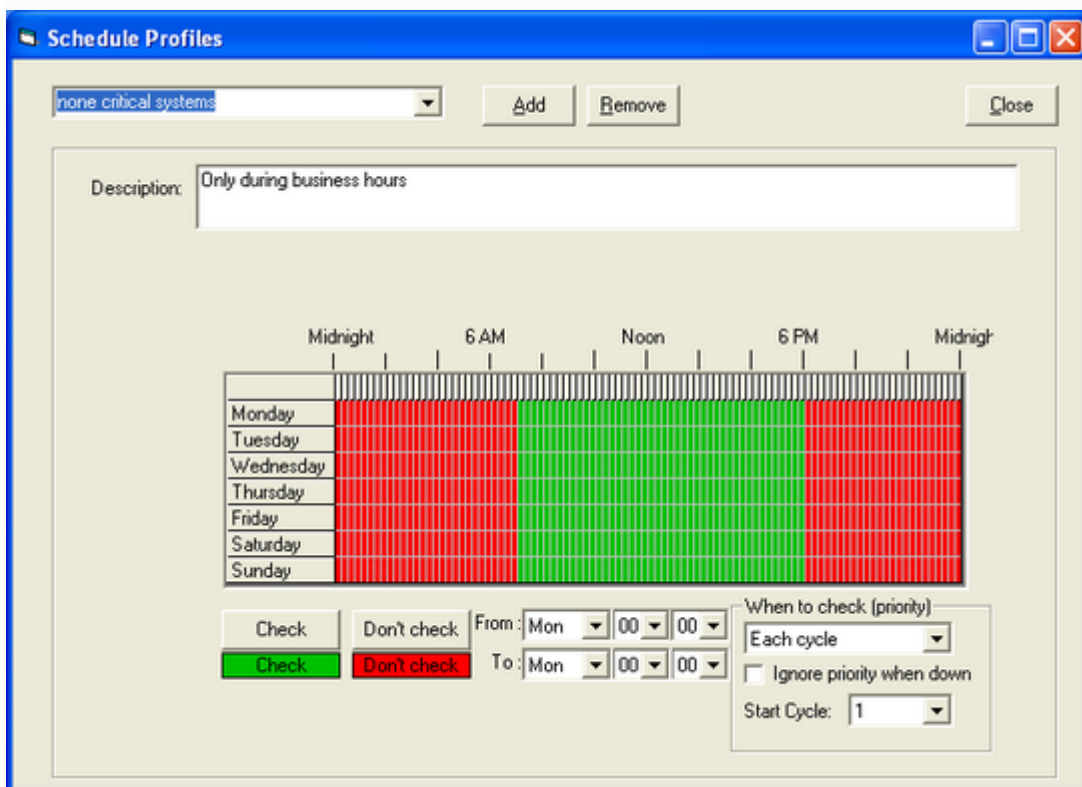 Schedule Profiles
none critical systems Add Remove Close
Description: Only during business hours
Midnight 6 AM Noon 6 PM Midnigh
Monday
Tuesday
Wednesday
Thursday
Friday
Saturday
Sunday
When to check (priority)
Check Don't check From : Mon 00 00 Each cycle
Check Don't check To : Mon 00 00 Ignore priority when down
Start Cycle: 1